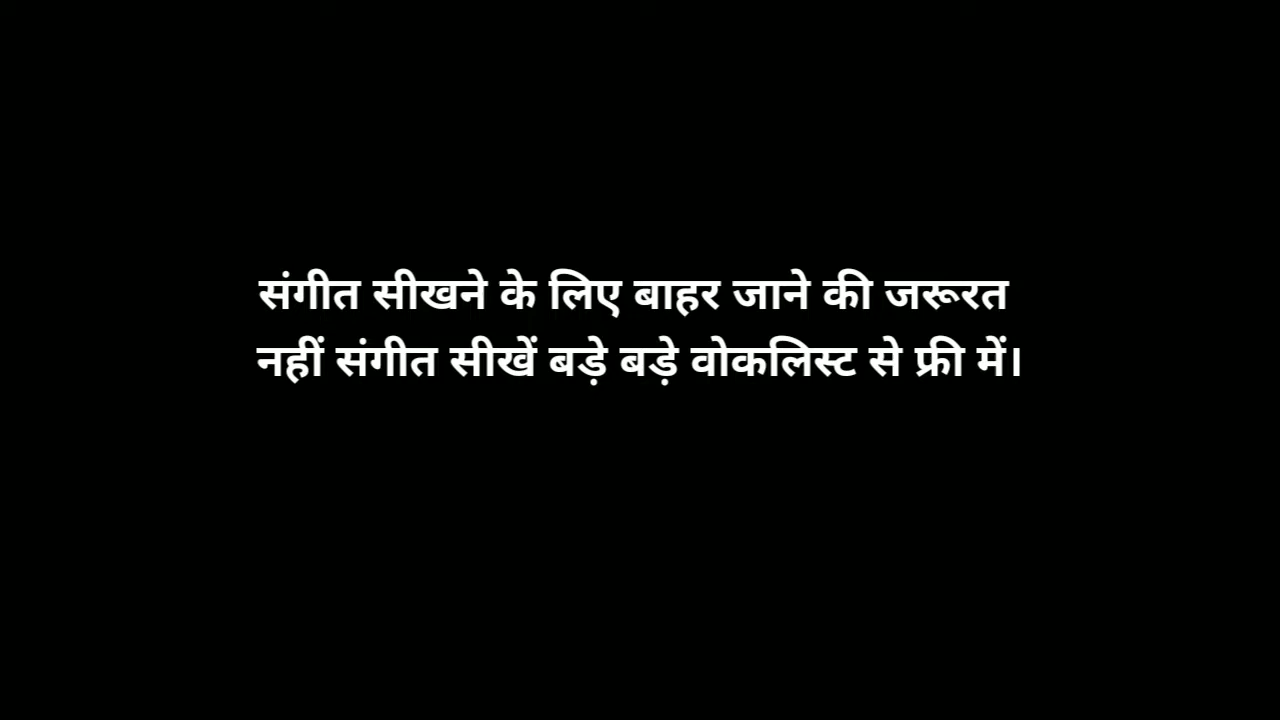 संगीत सीखने के लिए बाहर जाने की जरूरत
नहीं संगीत सीखें बड़े बड़े वोकलिस्ट से फ्री में।